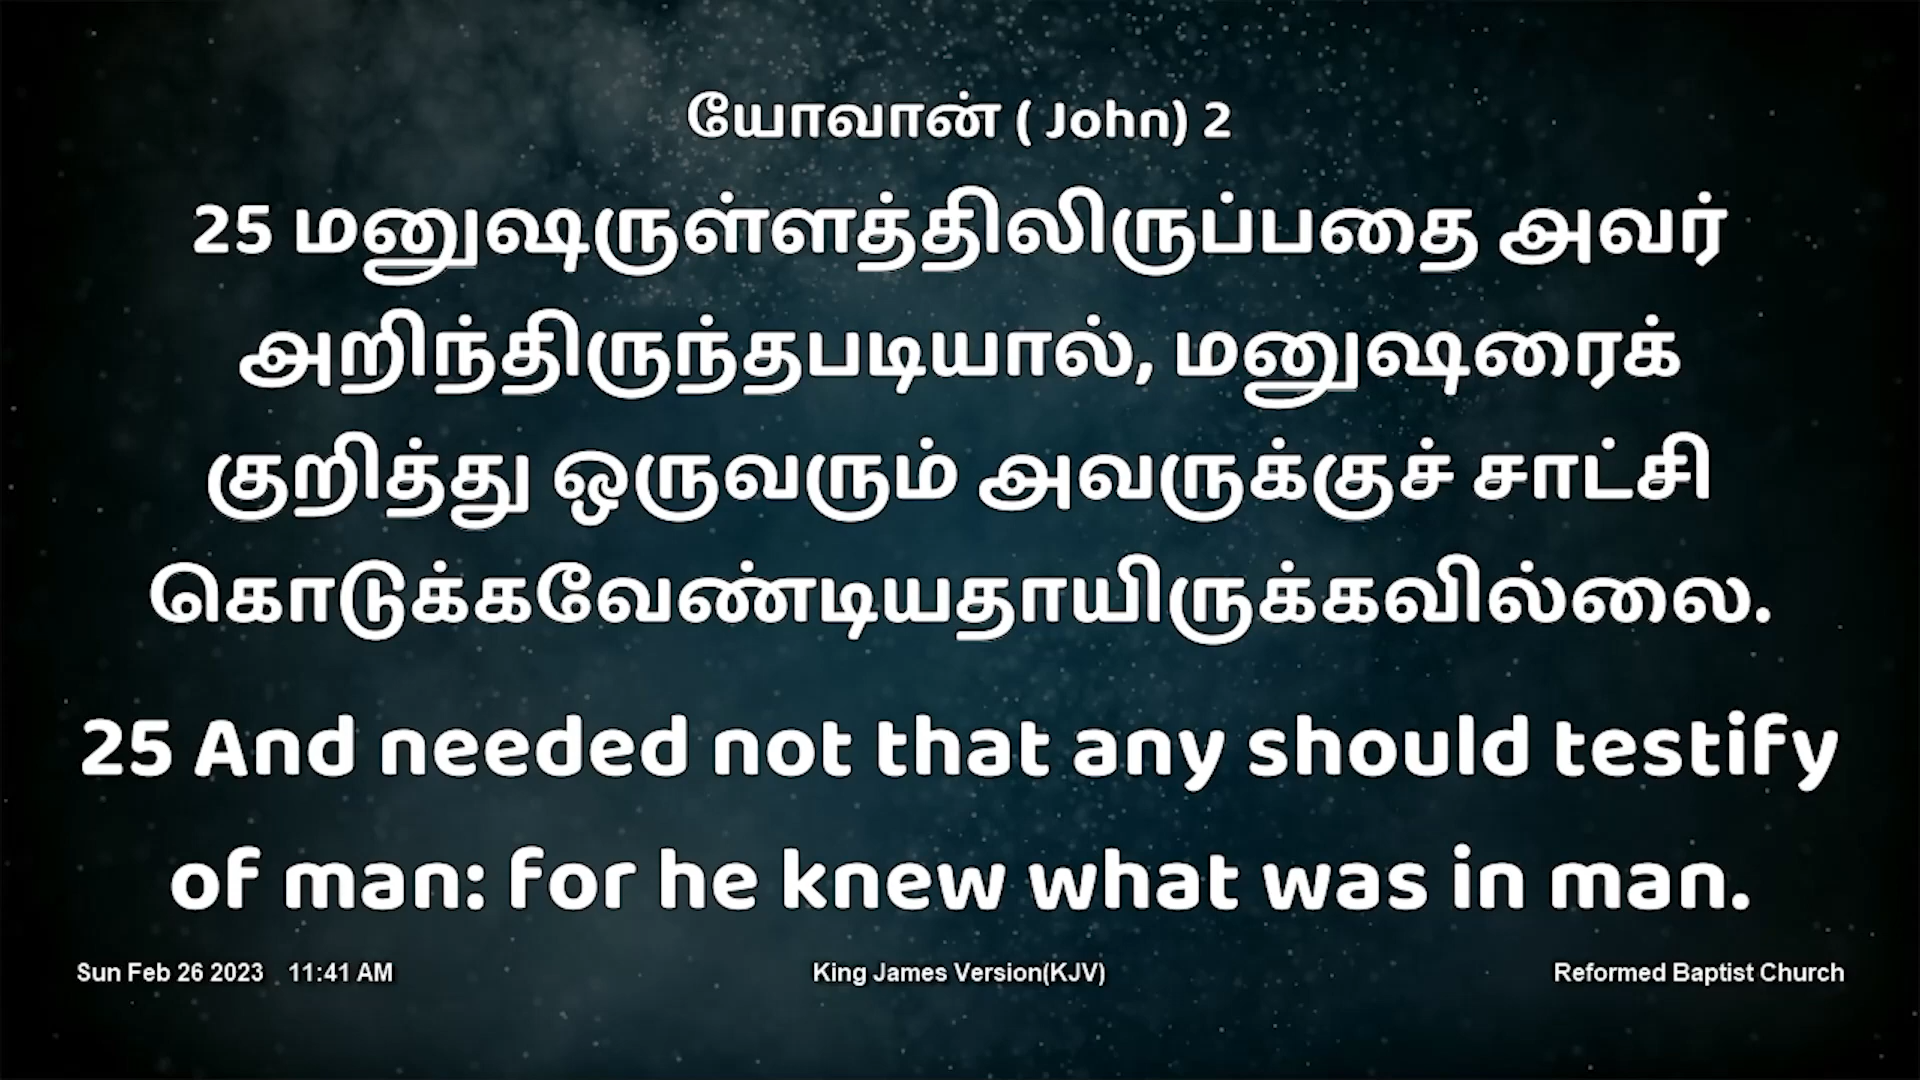 யோவான் ( John) 2
25 மனுஷருள்ளத்திலிருப்பதை அவர்
அறிந்திருந்தபடியால், மனுஷரைக்
குறித்து ஒருவரும் அவருக்குச் சாட்சி
கொடுக்கவேண்டியதாயிருக்கவில்லை.
25 And needed not that any should testify
of man: for he knew what was in man.
Sun Feb 26 2023 . 11:41 AM King James Version(KJV) Reformed Baptist Church